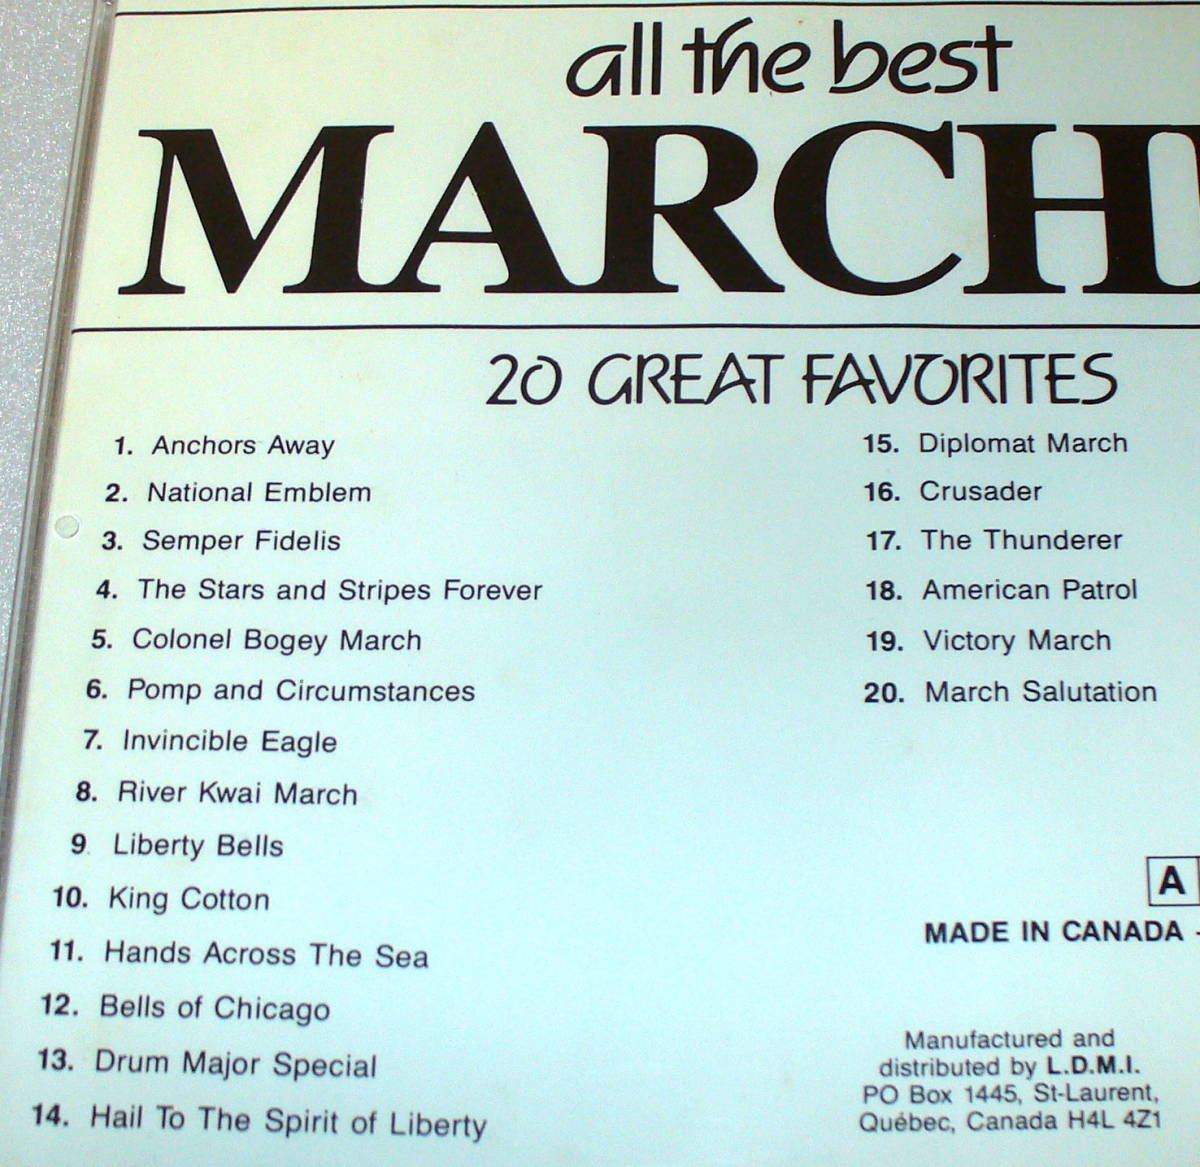 all the best
MARCH
20 GREAT FAVORITES
1. Anchors Away
2. National Emblem
3. Semper Fidelis
4. The Stars and Stripes Forever
5. Colonel Bogey March
6. Pomp and Circumstances
7. Invincible Eagle
8. River Kwai March
9. Liberty Bells
10. King Cotton
11. Hands Across The Sea
12. Bells of Chicago
13. Drum Major Special
14. Hail To The Spirit of Liberty
15. Diplomat March
16. Crusader
17. The Thunderer
18. American Patrol
19. Victory March
20. March Salutation
A
MADE IN CANADA -
Manufactured and
distributed by L.D.M.I.
PO Box 1445, St-Laurent,
Québec, Canada H4L 4Z1